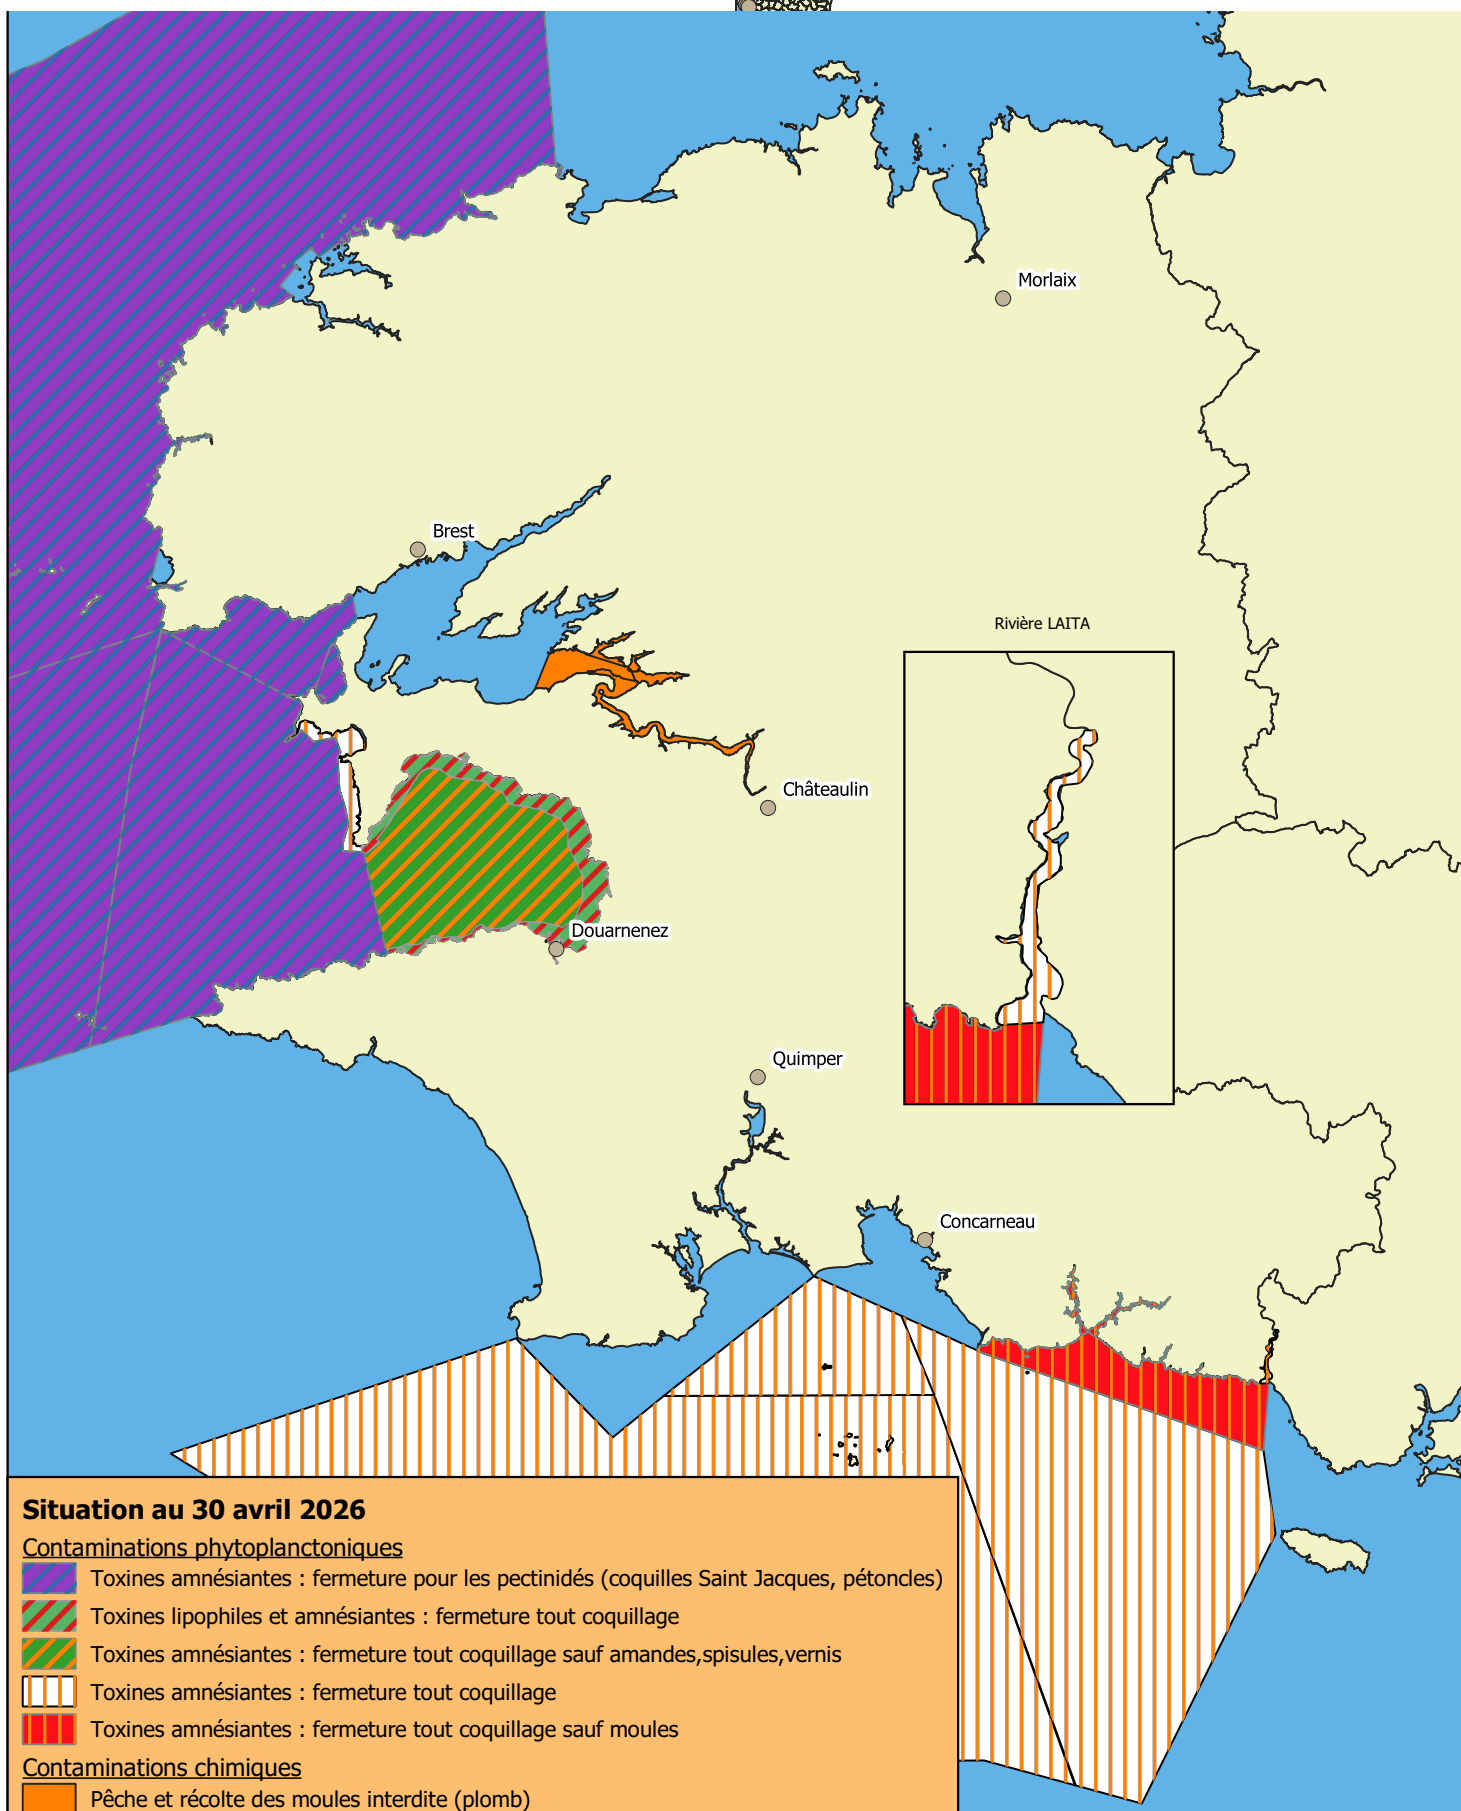 Morlaix
Brest
Rivière LAITA
Châteaulin
Douarnenez
Quimper
Concarneau
Situation au 30 avril 2026
Contaminations phytoplanctoniques
Toxines amnésiantes : fermeture pour les pectinidés (coquilles Saint Jacques, pétoncles)
Toxines lipophiles et amnésiantes : fermeture tout coquillage
Toxines amnésiantes : fermeture tout coquillage sauf amandes,spisules,vernis
Toxines amnésiantes : fermeture tout coquillage
Toxines amnésiantes : fermeture tout coquillage sauf moules
Contaminations chimiques
Pêche et récolte des moules interdite (plomb)